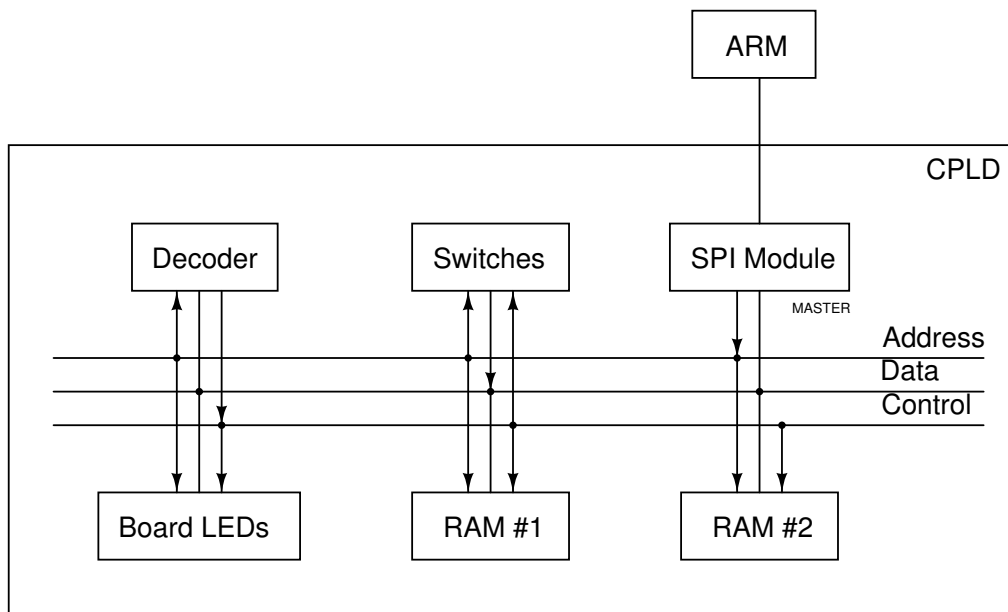 ARM
CPLD
Decoder
Switches
SPI Module
MASTER
Address
Data
Control
Board LEDs
RAM #1
RAM #2